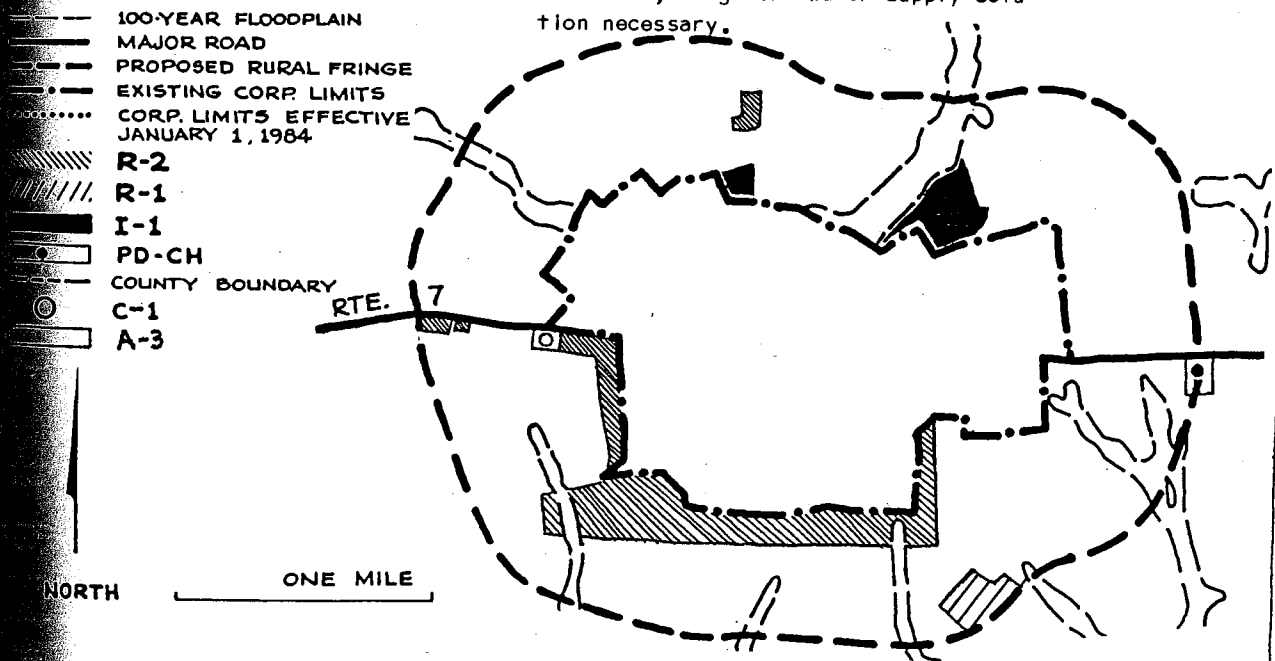 tion necessary.
100-YEAR FLOODPLAIN
MAJOR ROAD
PROPOSED RURAL FRINGE
EXISTING CORP. LIMITS
CORP. LIMITS EFFECTIVE
JANUARY 1, 1984
R-2
R-1
I-1
PD-CH
COUNTY BOUNDARY
C-1
A-3
RTE. 7
NORTH
ONE MILE